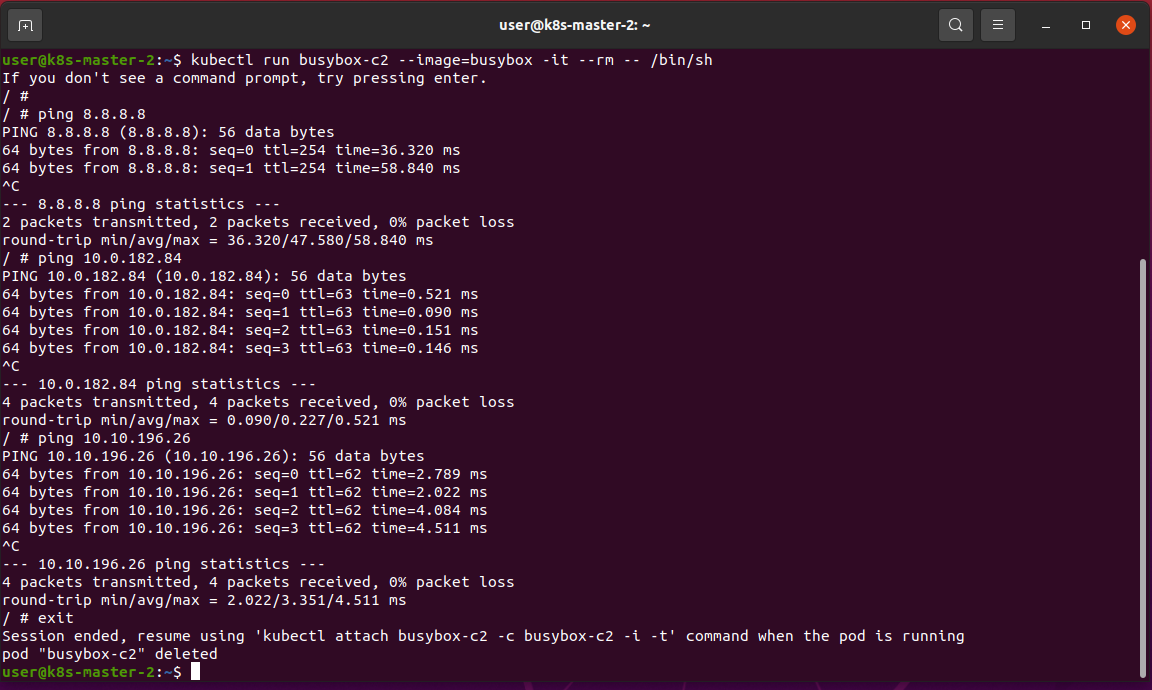 user@k8s-master-2: ~
user@k8s-master-2:~$ kubectl run busybox-c2 --image=busybox -it --rm -- /bin/sh
If you don't see a command prompt, try pressing enter.
/ #
/ # ping 8.8.8.8
PING 8.8.8.8 (8.8.8.8): 56 data bytes
64 bytes from 8.8.8.8: seq=0 ttl=254 time=36.320 ms
64 bytes from 8.8.8.8: seq=1 ttl=254 time=58.840 ms
^C
--- 8.8.8.8 ping statistics ---
2 packets transmitted, 2 packets received, 0% packet loss
round-trip min/avg/max = 36.320/47.580/58.840 ms
/ # ping 10.0.182.84
PING 10.0.182.84 (10.0.182.84): 56 data bytes
64 bytes from 10.0.182.84: seq=0 ttl=63 time=0.521 ms
64 bytes from 10.0.182.84: seq=1 ttl=63 time=0.090 ms
64 bytes from 10.0.182.84: seq=2 ttl=63 time=0.151 ms
64 bytes from 10.0.182.84: seq=3 ttl=63 time=0.146 ms
^C
--- 10.0.182.84 ping statistics ---
4 packets transmitted, 4 packets received, 0% packet loss
round-trip min/avg/max = 0.090/0.227/0.521 ms
/ # ping 10.10.196.26
PING 10.10.196.26 (10.10.196.26): 56 data bytes
64 bytes from 10.10.196.26: seq=0 ttl=62 time=2.789 ms
64 bytes from 10.10.196.26: seq=1 ttl=62 time=2.022 ms
64 bytes from 10.10.196.26: seq=2 ttl=62 time=4.084 ms
64 bytes from 10.10.196.26: seq=3 ttl=62 time=4.511 ms
^C
--- 10.10.196.26 ping statistics ---
4 packets transmitted, 4 packets received, 0% packet loss
round-trip min/avg/max = 2.022/3.351/4.511 ms
/ # exit
Session ended, resume using 'kubectl attach busybox-c2 -c busybox-c2 -i -t' command when the pod is running
pod "busybox-c2" deleted
user@k8s-master-2:~$